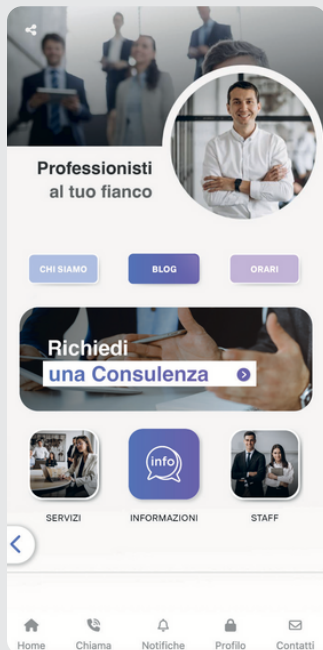 Professionisti
al tuo fianco
CHI SIAMO
BLOG
ORARI
Richiedi
una Consulenza
info
SERVIZI
INFORMAZIONI
STAFF
Home
Chiama
Notifiche
Profilo
Contatti